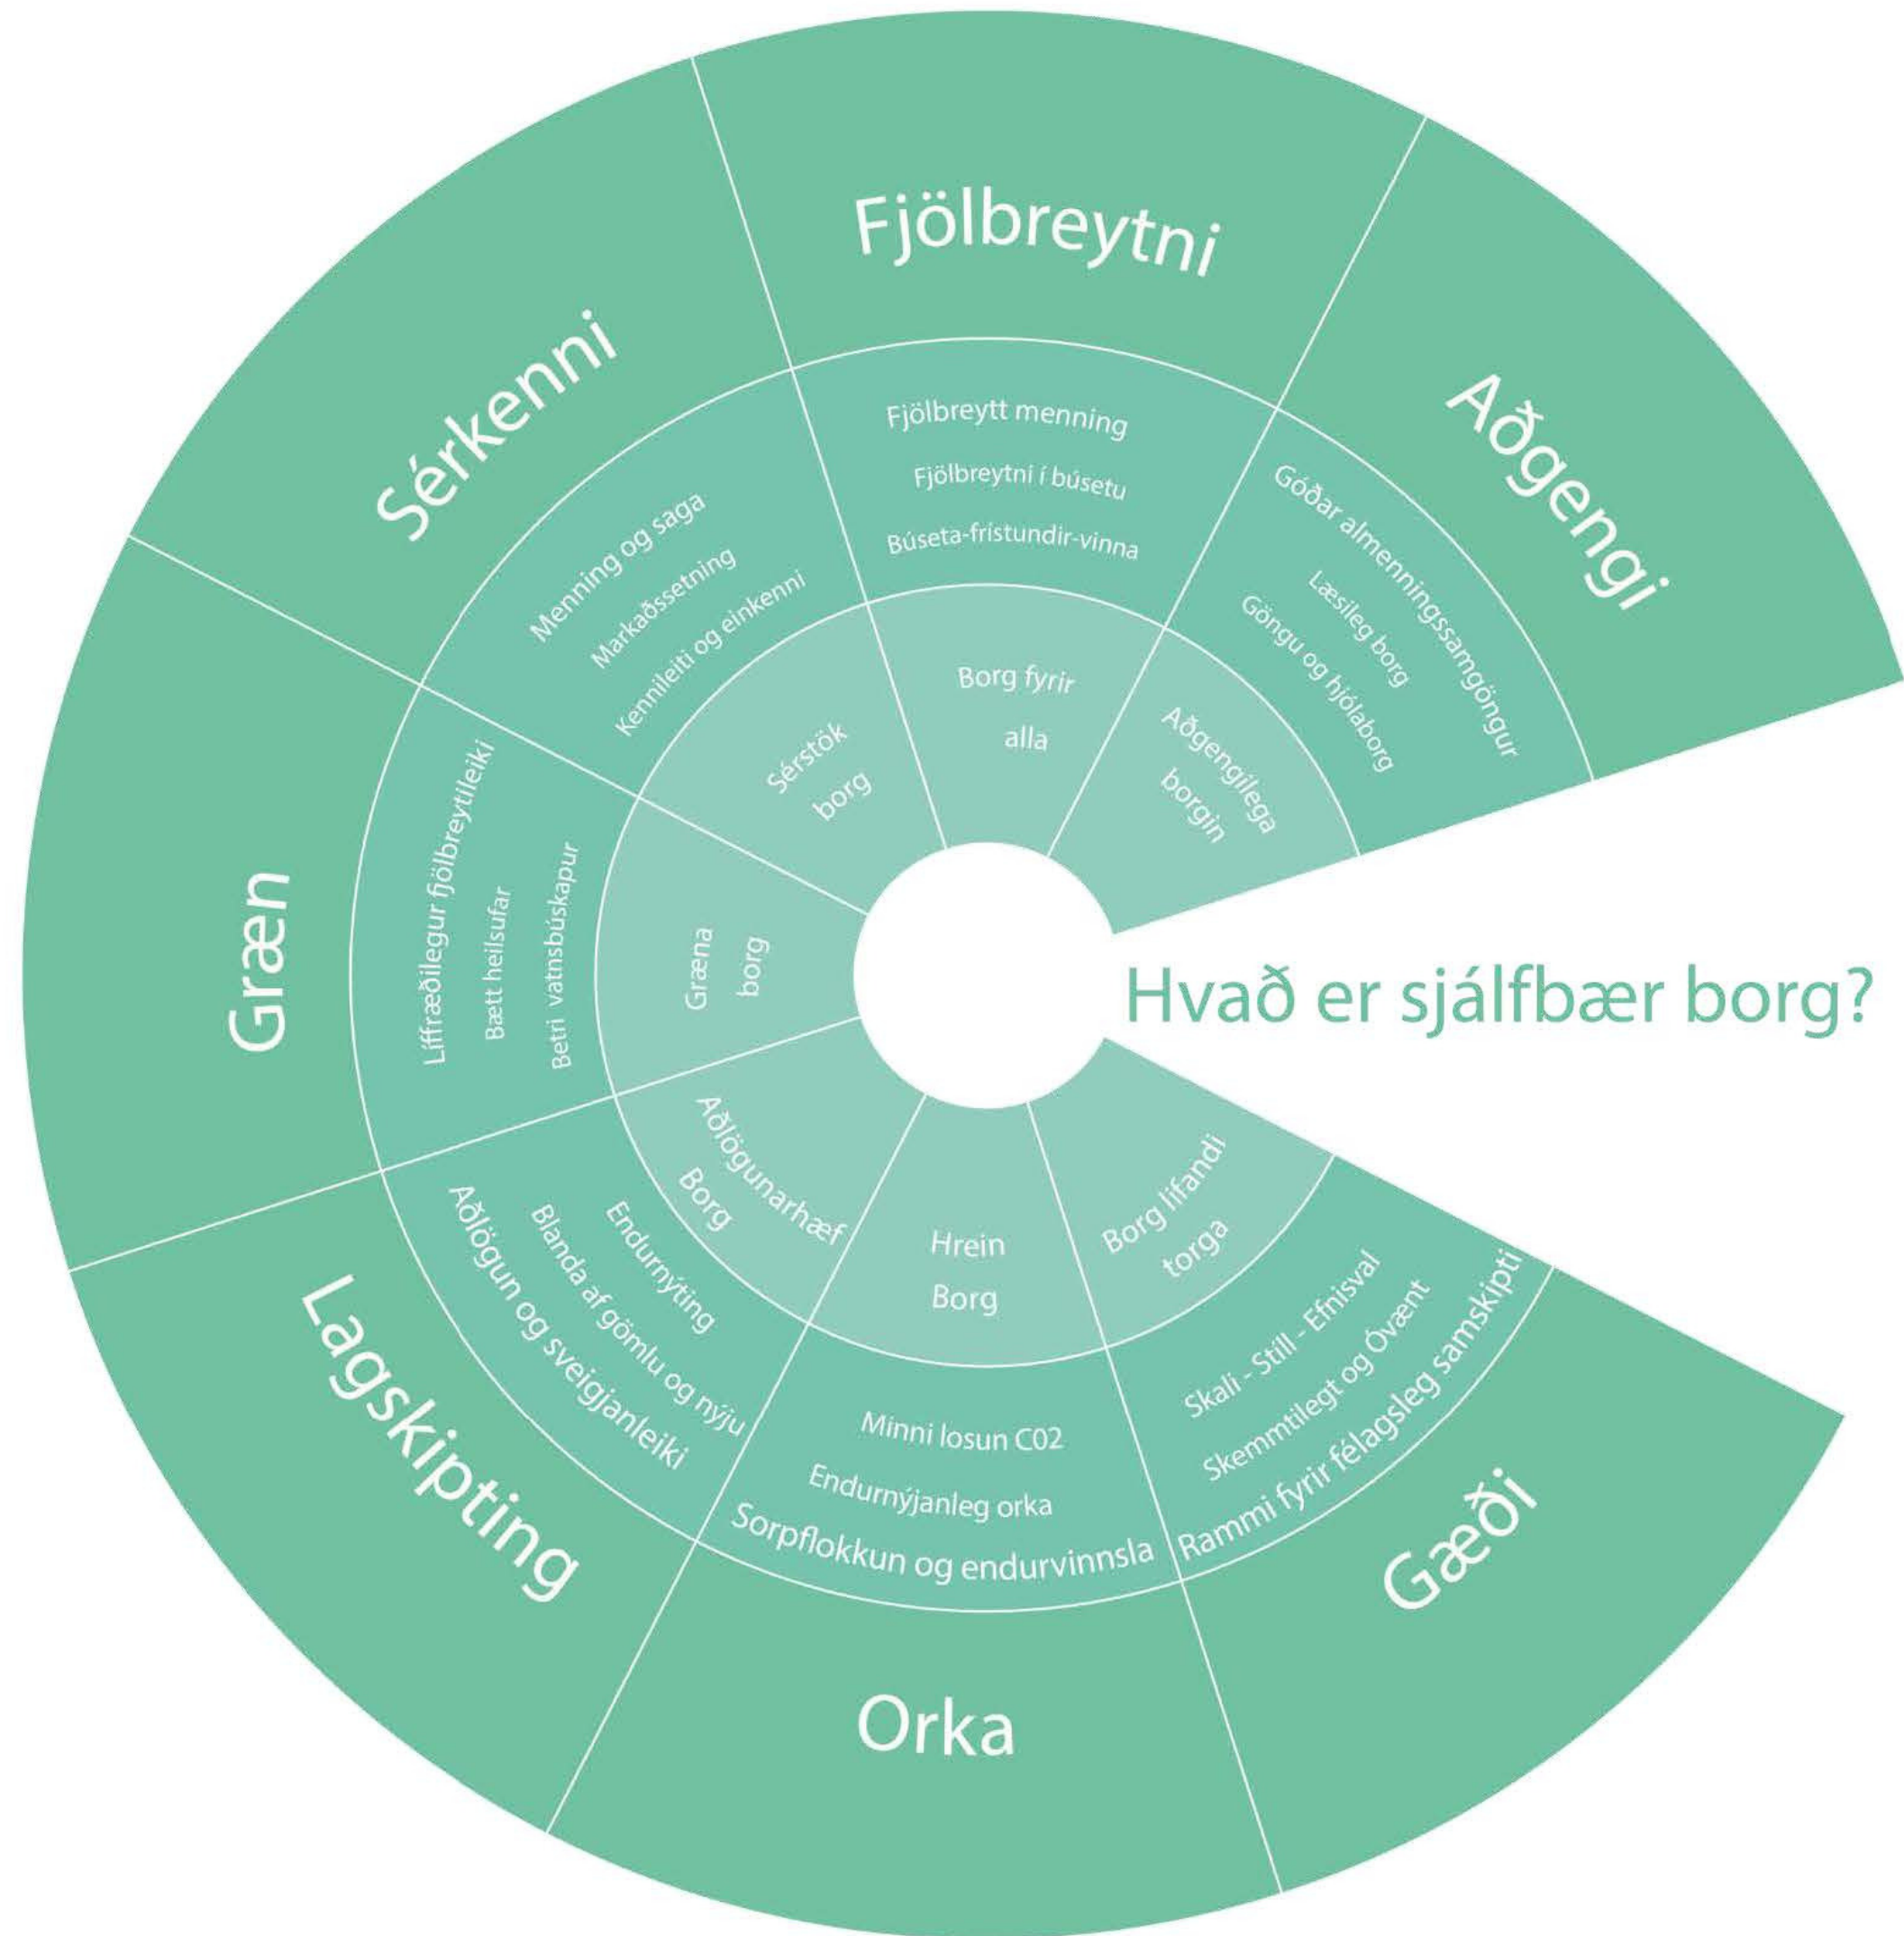 Hvað er sjálfbær borg?
Aðgengi
Góðar almenningssamgöngur
Læsileg borg
Göngu og hjólaborg
Aðgengilega
borgin
Fjölbreytni
Fjölbreytt menning
Fjölbreytni í búsetu
Búseta-frístundir-vinna
Borg fyrir
alla
Sérkenni
Menning og saga
Markaðssetning
Kennileiti og einkenni
Sérstök
borg
Græn
Líffræðilegur fjölbreytileiki
Bætt heilsufar
Betri vatnsbúskapur
Græna
borg
Lagskipting
Aðlögunarhæf
Borg
Endurnýting
Blanda af gömlu og nýju
Aðlögun og sveigjanleiki
Orka
Hrein
Borg
Minni losun C02
Endurnýjanleg orka
Sorpflokkun og endurvinnsla
Gæði
Borg lifandi
torga
Skali - Still - Efnisval
Skemmtilegt og Óvænt
Rammi fyrir félagsleg samskipti